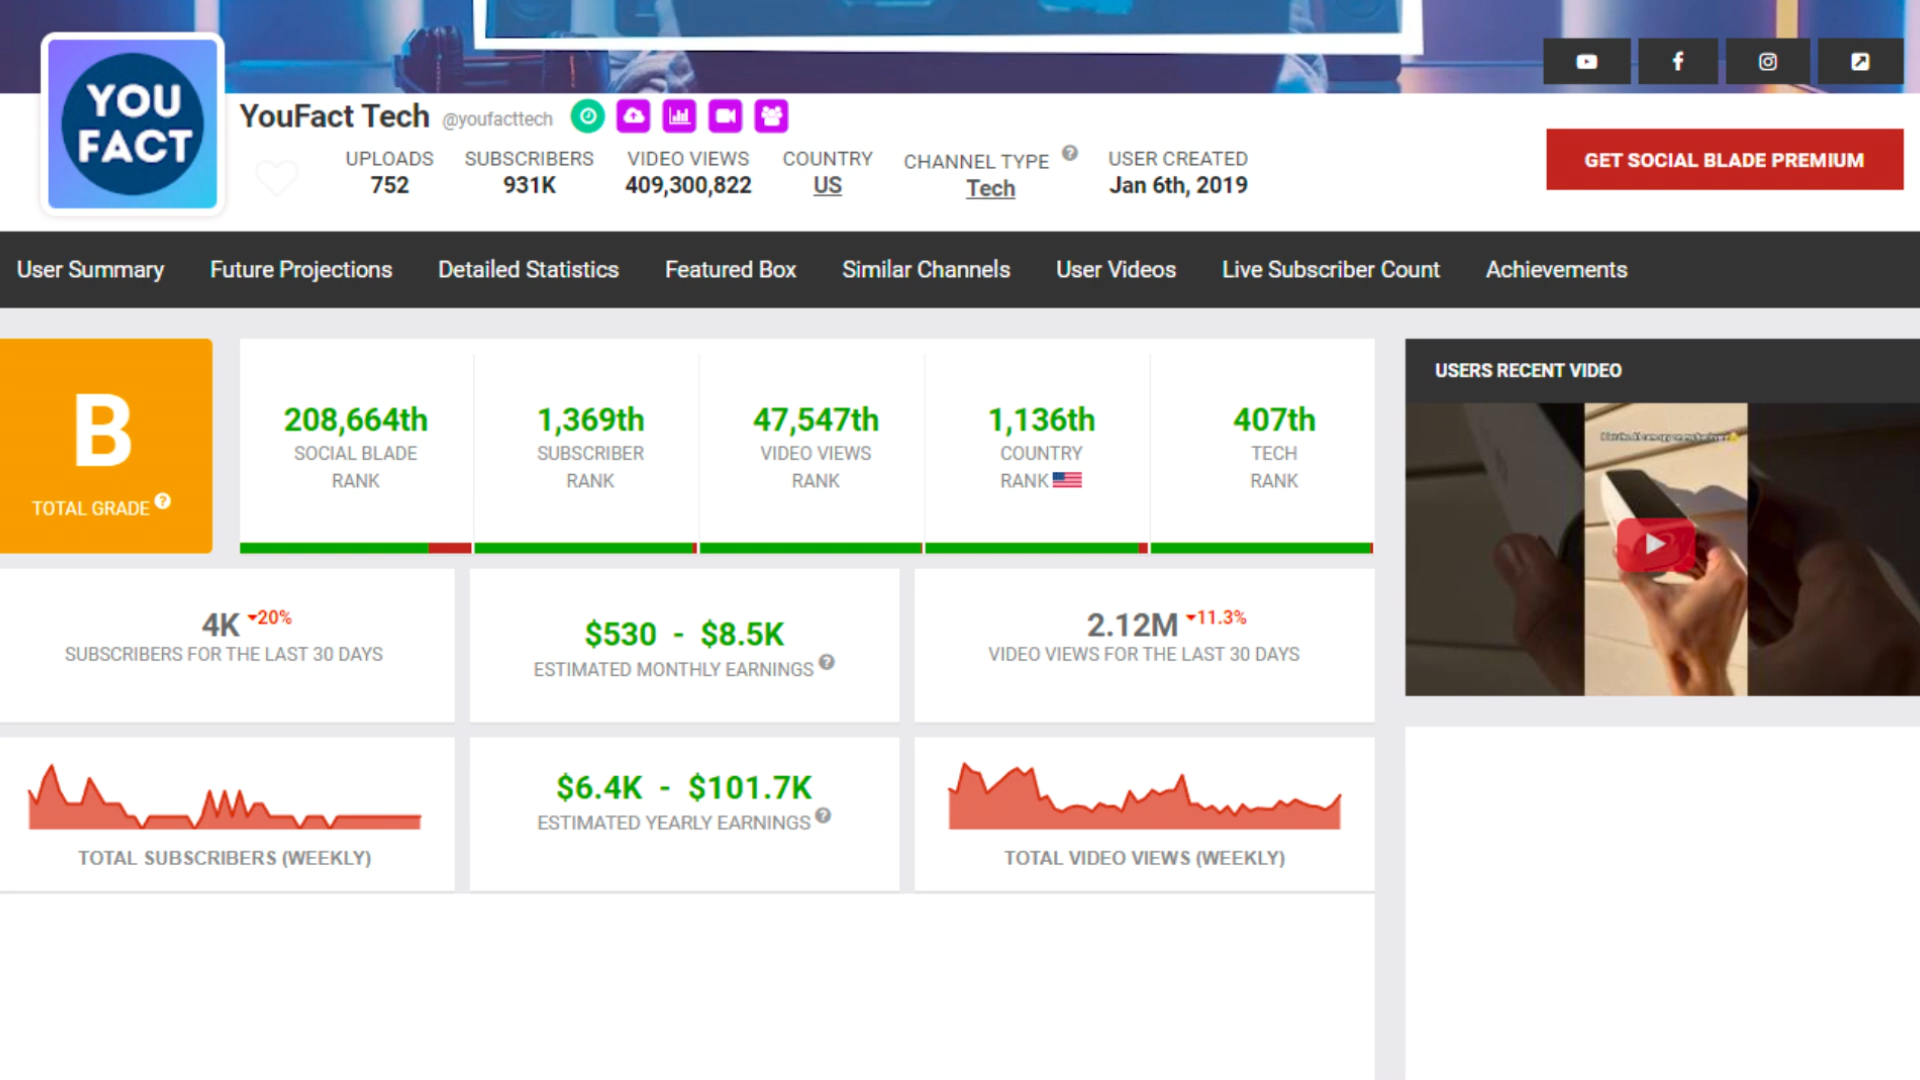 YOU
FACT
YouFact Tech @youfacttech
UPLOADS
752
SUBSCRIBERS
931K
VIDEO VIEWS
409,300,822
COUNTRY
US
CHANNEL TYPE
Tech
USER CREATED
Jan 6th, 2019
GET SOCIAL BLADE PREMIUM
User Summary Future Projections Detailed Statistics Featured Box Similar Channels User Videos Live Subscriber Count Achievements
B
TOTAL GRADE
208,664th
SOCIAL BLADE
RANK
1,369th
SUBSCRIBER
RANK
47,547th
VIDEO VIEWS
RANK
1,136th
COUNTRY
RANK
407th
TECH
RANK
USERS RECENT VIDEO
4K 20%
SUBSCRIBERS FOR THE LAST 30 DAYS
$530 - $8.5K
ESTIMATED MONTHLY EARNINGS
2.12M 11.3%
VIDEO VIEWS FOR THE LAST 30 DAYS
TOTAL SUBSCRIBERS (WEEKLY)
$6.4K - $101.7K
ESTIMATED YEARLY EARNINGS
TOTAL VIDEO VIEWS (WEEKLY)